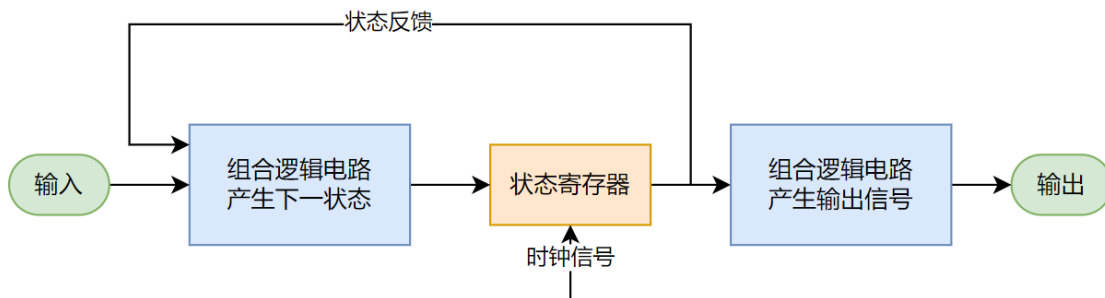 状态反馈
输入
组合逻辑电路
产生下一状态
状态寄存器
组合逻辑电路
产生输出信号
输出
时钟信号